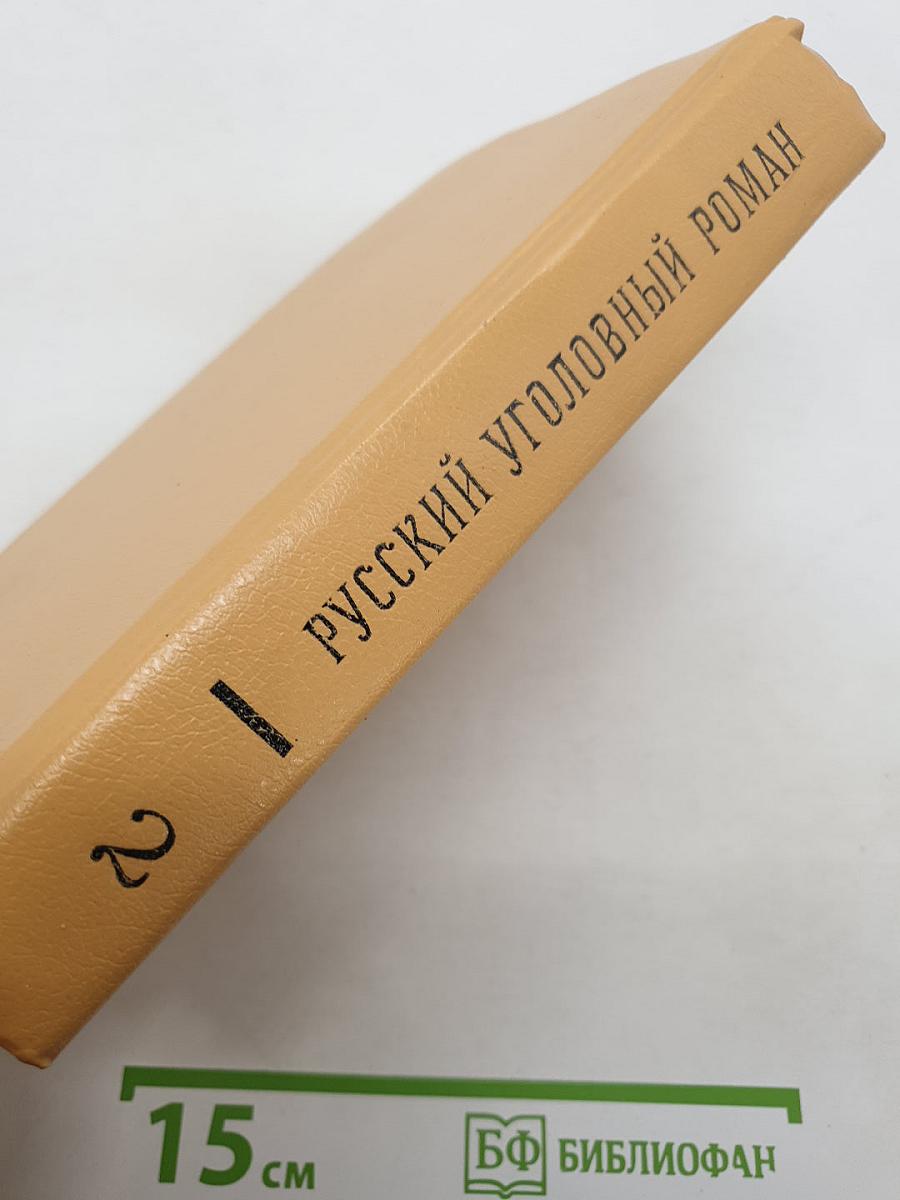 РУССКИЙ УГОЛОВНЫЙ РОМАН
2
15 см
БФ БИБЛИОФАН